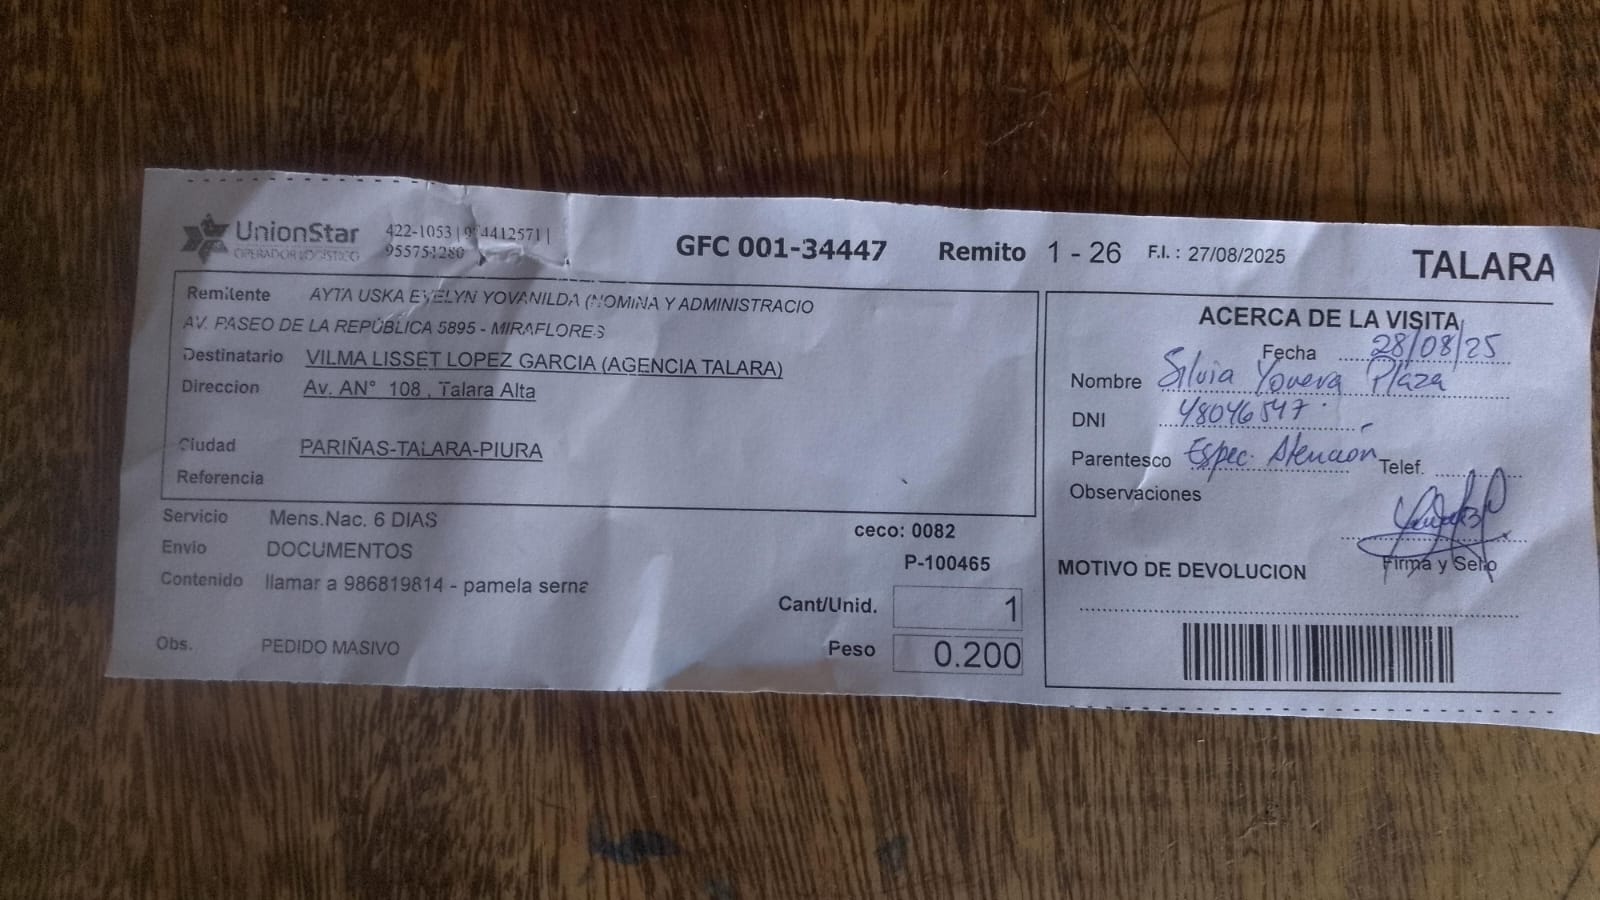 UnionStar
OPERADOR LOGÍSTICO
422-1053 | 994412571 |
955751280
GFC 001-34447 Remito 1 - 26 F.I. : 27/08/2025 TALARA
Remitente AYTA USKA EVELYN YOVANILDA (NOMINA Y ADMINISTRACIO
AV. PASEO DE LA REPÚBLICA 5895 - MIRAFLORES
Destinatario VILMA LISSET LOPEZ GARCIA (AGENCIA TALARA)
Direccion Av. AN° 108 , Talara Alta
Ciudad PARIÑAS-TALARA-PIURA
Referencia
Servicio Mens.Nac. 6 DIAS
ceco: 0082
Envio DOCUMENTOS
P-100465
Contenido llamar a 986819814 - pamela serna
Cant/Unid. 1
Obs. PEDIDO MASIVO
Peso 0.200
ACERCA DE LA VISITA
Fecha 28/08/25
Nombre Silvia Yovera Plaza
DNI 48046547
Parentesco Espec. Atención Telef.
Observaciones
Firma y Sello
MOTIVO DE DEVOLUCION